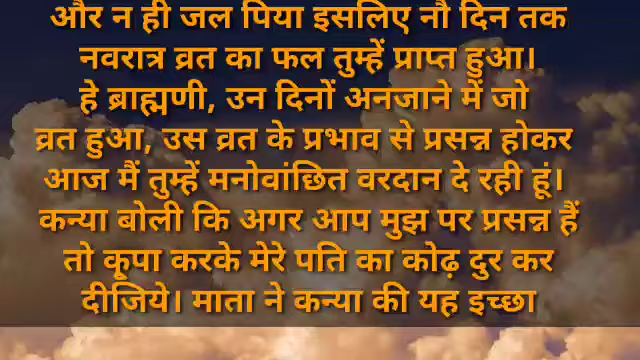 और न ही जल पिया इसलिए नौ दिन तक
नवरात्र व्रत का फल तुम्हें प्राप्त हुआ।
हे ब्राह्मणी, उन दिनों अनजाने में जो
व्रत हुआ, उस व्रत के प्रभाव से प्रसन्न होकर
आज मैं तुम्हें मनोवांछित वरदान दे रही हूं।
कन्या बोली कि अगर आप मुझ पर प्रसन्न हैं
तो कृपा करके मेरे पति का कोढ़ दुर कर
दीजिये। माता ने कन्या की यह इच्छा